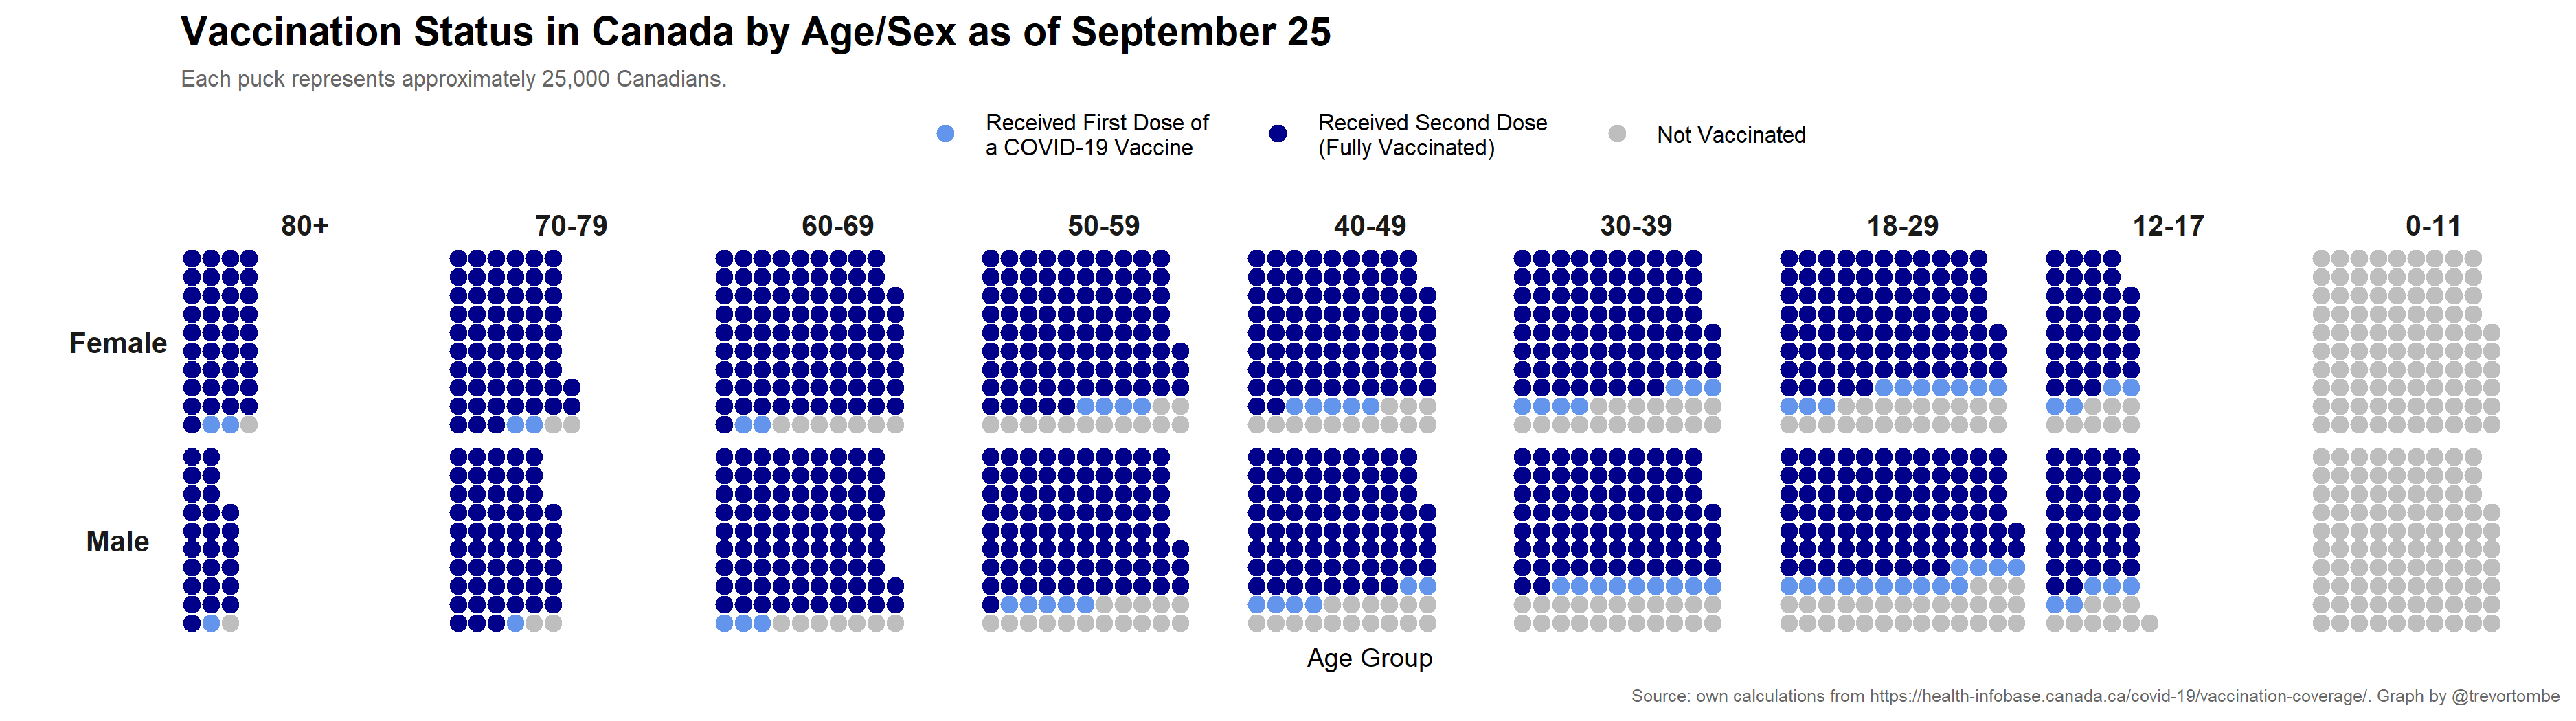 Vaccination Status in Canada by Age/Sex as of September 25
Each puck represents approximately 25,000 Canadians.
Received First Dose of
a COVID-19 Vaccine
Received Second Dose
(Fully Vaccinated)
Not Vaccinated
80+ 70-79 60-69 50-59 40-49 30-39 18-29 12-17 0-11
Female
Male
Age Group
Source: own calculations from https://health-infobase.canada.ca/covid-19/vaccination-coverage/. Graph by @trevortombe